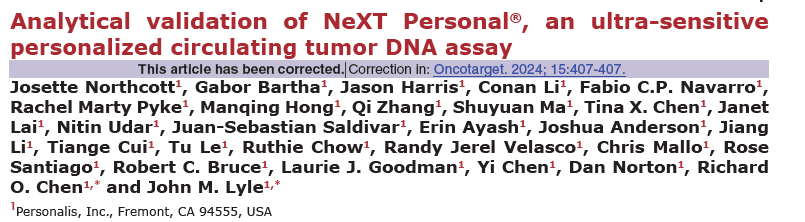 Analytical validation of NeXT Personal®, an ultra-sensitive
personalized circulating tumor DNA assay
This article has been corrected. Correction in: Oncotarget. 2024; 15:407-407.
Josette Northcott1, Gabor Bartha1, Jason Harris1, Conan Li1, Fabio C.P. Navarro1,
Rachel Marty Pyke1, Manqing Hong1, Qi Zhang1, Shuyuan Ma1, Tina X. Chen1, Janet
Lai1, Nitin Udar1, Juan-Sebastian Saldivar1, Erin Ayash1, Joshua Anderson1, Jiang
Li1, Tiange Cui1, Tu Le1, Ruthie Chow1, Randy Jerel Velasco1, Chris Mallo1, Rose
Santiago1, Robert C. Bruce1, Laurie J. Goodman1, Yi Chen1, Dan Norton1, Richard
O. Chen1,* and John M. Lyle1,*
1Personalis, Inc., Fremont, CA 94555, USA